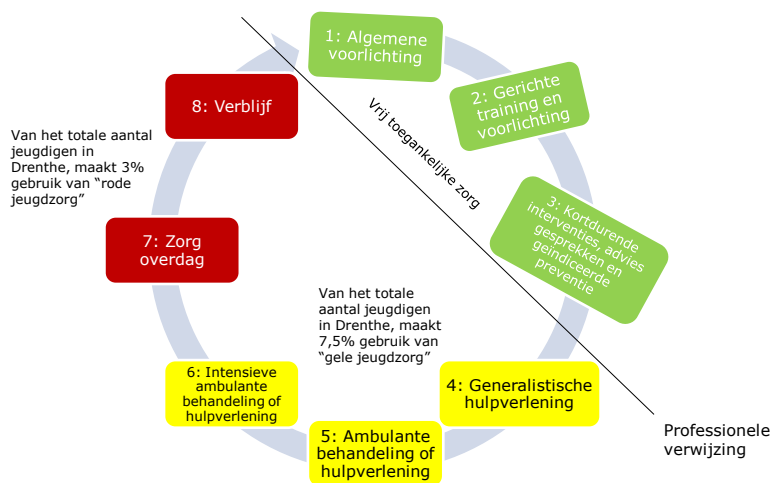 1: Algemene
voorlichting
2: Gerichte
training en
voorlichting
Vrij toegankelijke zorg
3: Kortdurende
interventies, advies
gesprekken en
geïndiceerde
preventie
8: Verblijf
Van het totale aantal
jeugdigen in
Drenthe, maakt 3%
gebruik van “rode
jeugdzorg”
7: Zorg
overdag
Van het totale
aantal jeugdigen
in Drenthe, maakt
7,5% gebruik van
“gele jeugdzorg”
6: Intensieve
ambulante
behandeling of
hulpverlening
4: Generalistische
hulpverlening
5: Ambulante
behandeling of
hulpverlening
Professionele
verwijzing